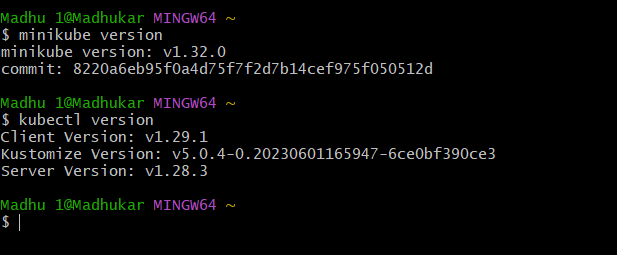 Madhu 1@Madhukar MINGW64 ~
$ minikube version
minikube version: v1.32.0
commit: 8220a6eb95f0a4d75f7f2d7b14cef975f050512d
Madhu 1@Madhukar MINGW64 ~
$ kubectl version
Client Version: v1.29.1
Kustomize Version: v5.0.4-0.20230601165947-6ce0bf390ce3
Server Version: v1.28.3
Madhu 1@Madhukar MINGW64 ~
$